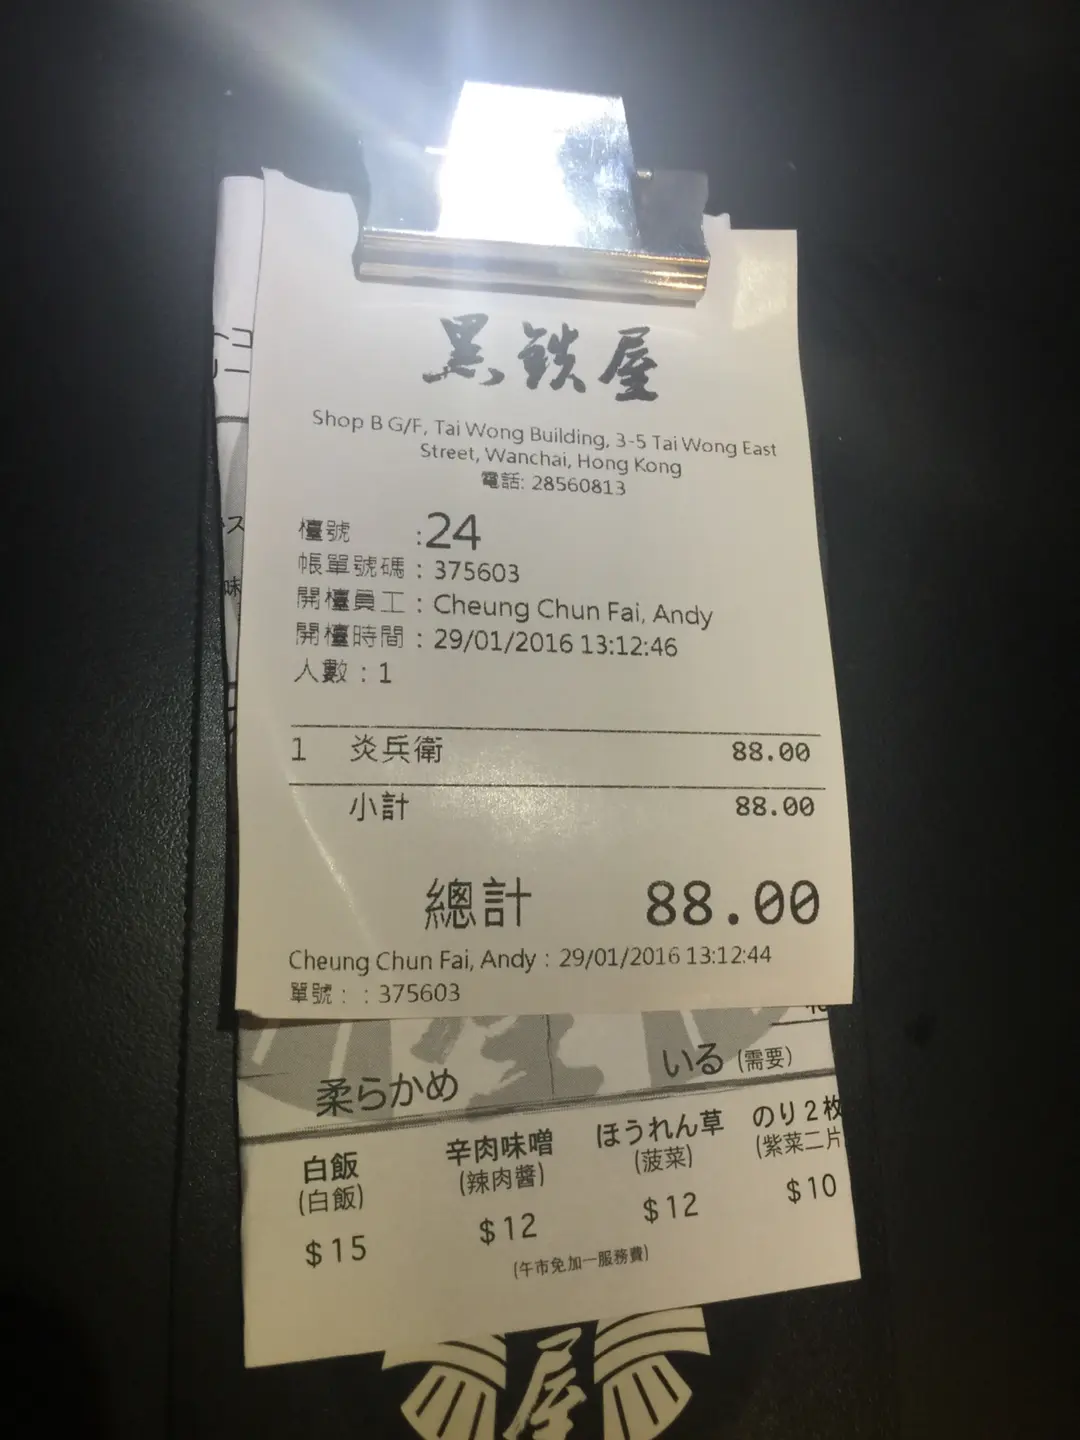 黒鉄屋
Shop B G/F, Tai Wong Building, 3-5 Tai Wong East
Street, Wanchai, Hong Kong
電話: 28560813
檯號 :24
帳單號碼 : 375603
開檯員工 : Cheung Chun Fai, Andy
開檯時間 : 29/01/2016 13:12:46
人數 : 1
1 炎兵衛 88.00
小計 88.00
總計 88.00
Cheung Chun Fai, Andy : 29/01/2016 13:12:44
單號 : : 375603
柔らかめ いる (需要)
白飯 辛肉味噌 ほうれん草 のり2枚
(白飯) (辣肉醬) (菠菜) (紫菜二片
$15 $12 $12 $10
(午市免加一服務費)
屋